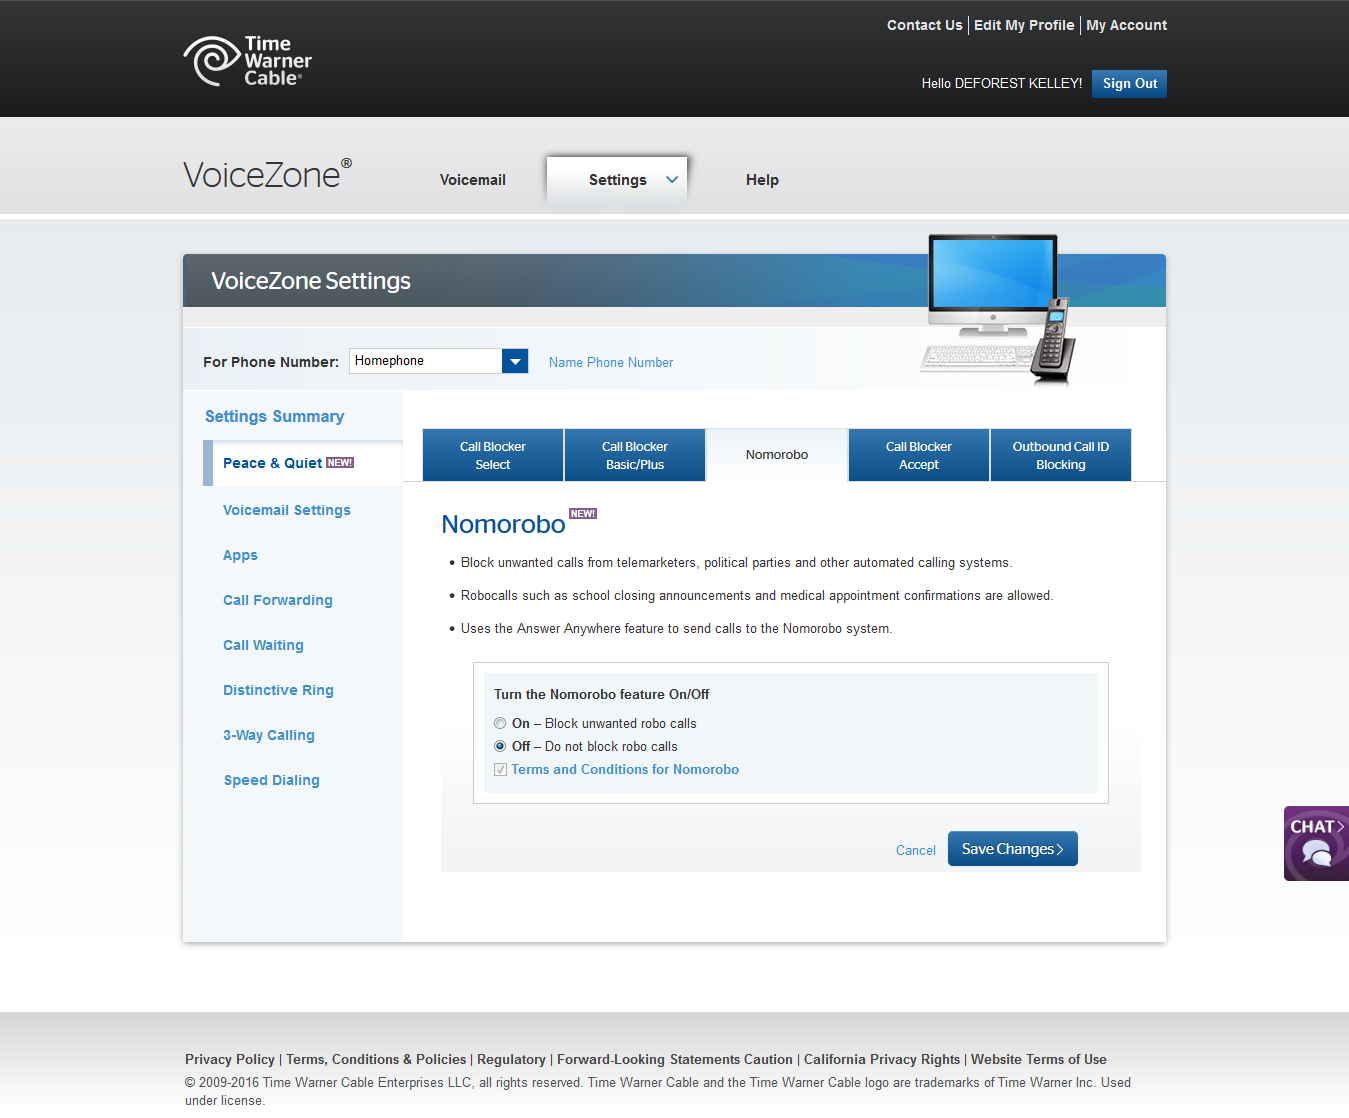 Contact Us | Edit My Profile | My Account
Time
Warner
Cable®
Hello DEFOREST KELLEY! Sign Out
VoiceZone®
Voicemail Settings Help
VoiceZone Settings
For Phone Number: Homephone Name Phone Number
Settings Summary
Peace & Quiet NEW!
Voicemail Settings
Apps
Call Forwarding
Call Waiting
Distinctive Ring
3-Way Calling
Speed Dialing
Call Blocker
Select
Call Blocker
Basic/Plus
Nomorobo
Call Blocker
Accept
Outbound Call ID
Blocking
Nomorobo NEW!
• Block unwanted calls from telemarketers, political parties and other automated calling systems.
• Robocalls such as school closing announcements and medical appointment confirmations are allowed.
• Uses the Answer Anywhere feature to send calls to the Nomorobo system.
Turn the Nomorobo feature On/Off
On – Block unwanted robo calls
Off – Do not block robo calls
Terms and Conditions for Nomorobo
Cancel Save Changes >
CHAT >
Privacy Policy | Terms, Conditions & Policies | Regulatory | Forward-Looking Statements Caution | California Privacy Rights | Website Terms of Use
© 2009-2016 Time Warner Cable Enterprises LLC, all rights reserved. Time Warner Cable and the Time Warner Cable logo are trademarks of Time Warner Inc. Used
under license.